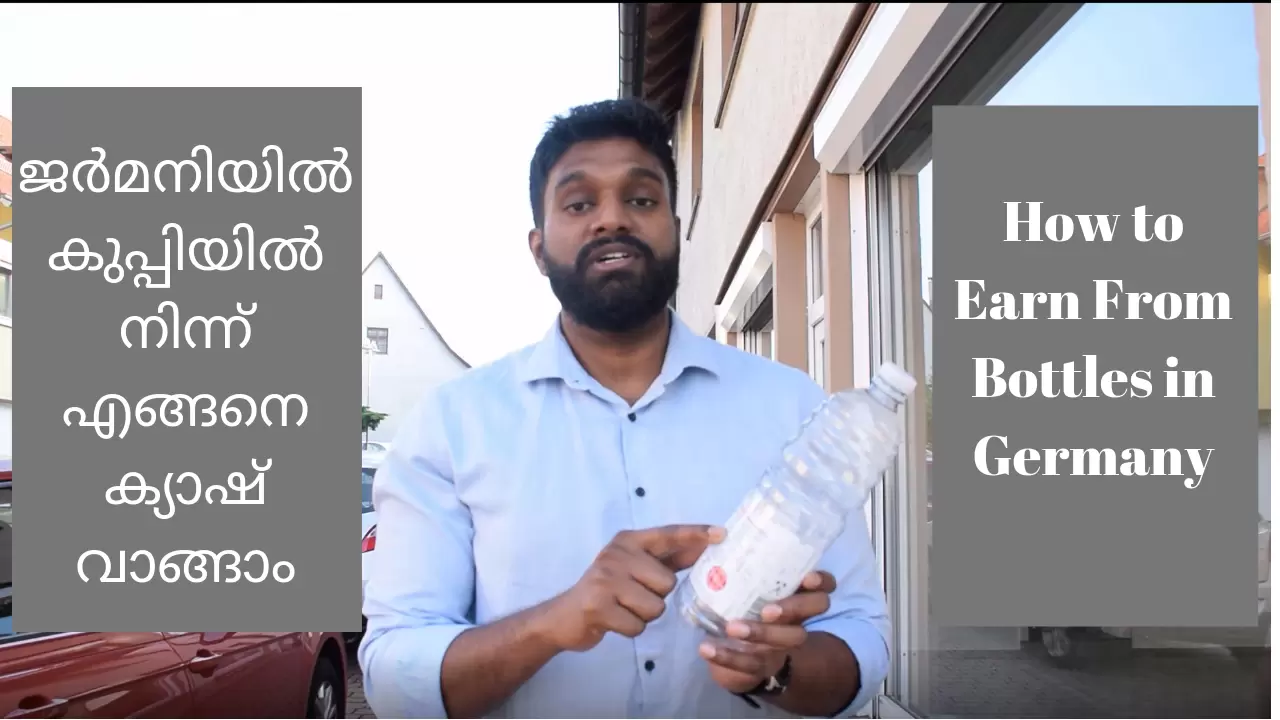 ജർമനിയിൽ
കുപ്പിയിൽ
നിന്ന്
എങ്ങനെ
ക്യാഷ്
വാങ്ങാം
How to
Earn From
Bottles in
Germany